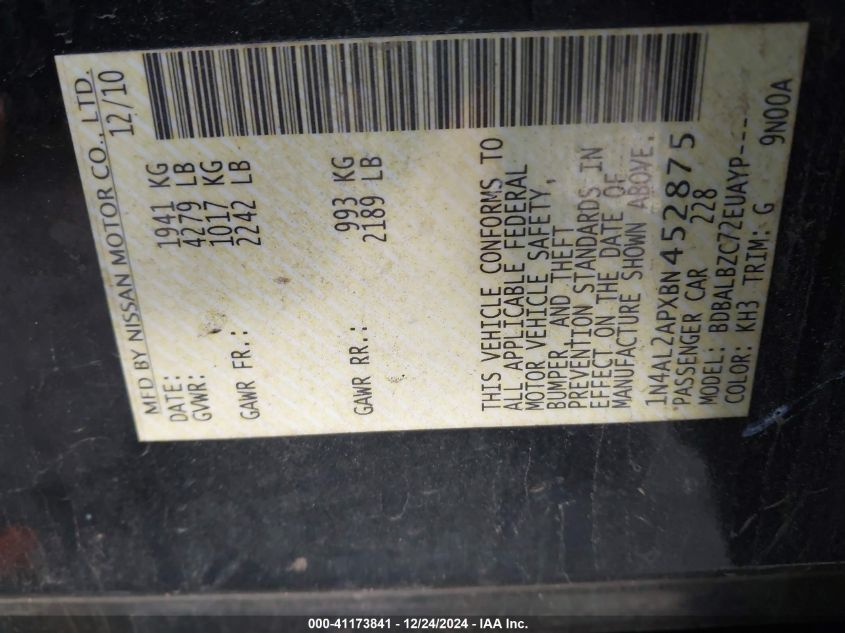 MFD BY NISSAN MOTOR CO., LTD.
DATE: 12/10
GVWR: 1941 KG
4279 LB
GAWR FR.: 1017 KG
2242 LB
GAWR RR.: 993 KG
2189 LB
THIS VEHICLE CONFORMS TO
ALL APPLICABLE FEDERAL
MOTOR VEHICLE SAFETY,
BUMPER, AND THEFT
PREVENTION STANDARDS IN
EFFECT ON THE DATE OF
MANUFACTURE SHOWN ABOVE.
1N4AL2APXBN452875
PASSENGER CAR 228
MODEL: BDBALBZC72EUAYP----
COLOR: KH3 TRIM: G 9N00A
000-41173841 - 12/24/2024 - IAA Inc.